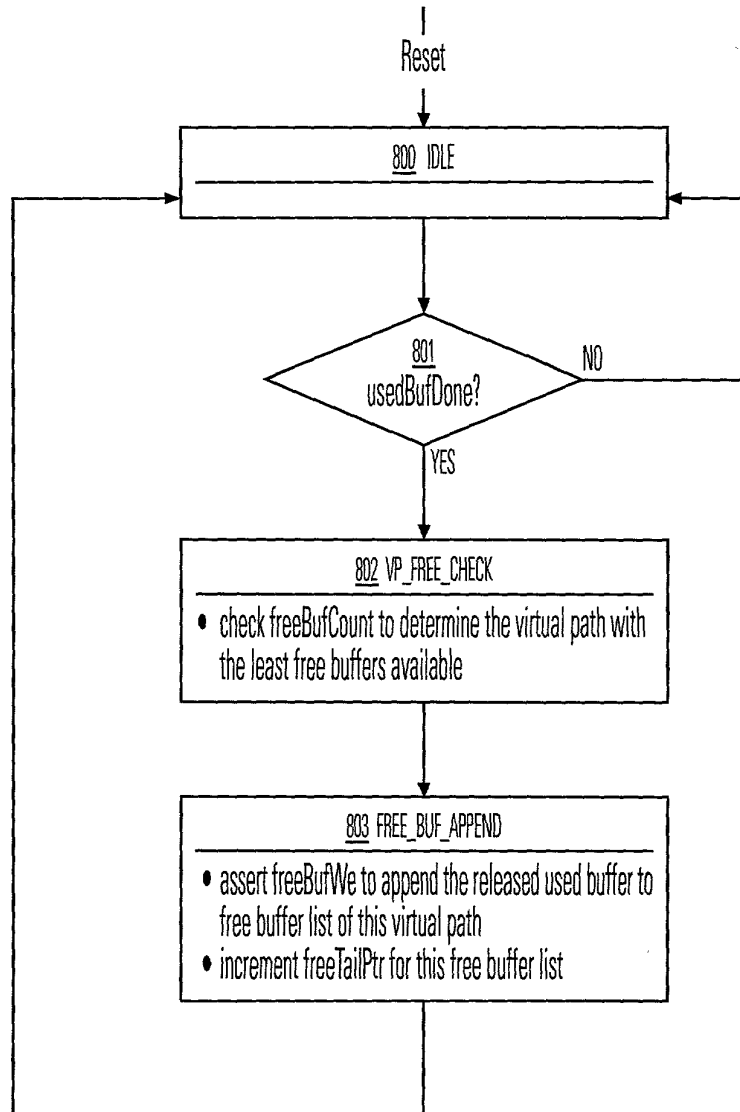 Reset
800 IDLE
801
usedBufDone?
NO
YES
802 VP_FREE_CHECK
• check freeBufCount to determine the virtual path with
the least free buffers available
803 FREE_BUF_APPEND
• assert freeBufWe to append the released used buffer to
free buffer list of this virtual path
• increment freeTailPtr for this free buffer list